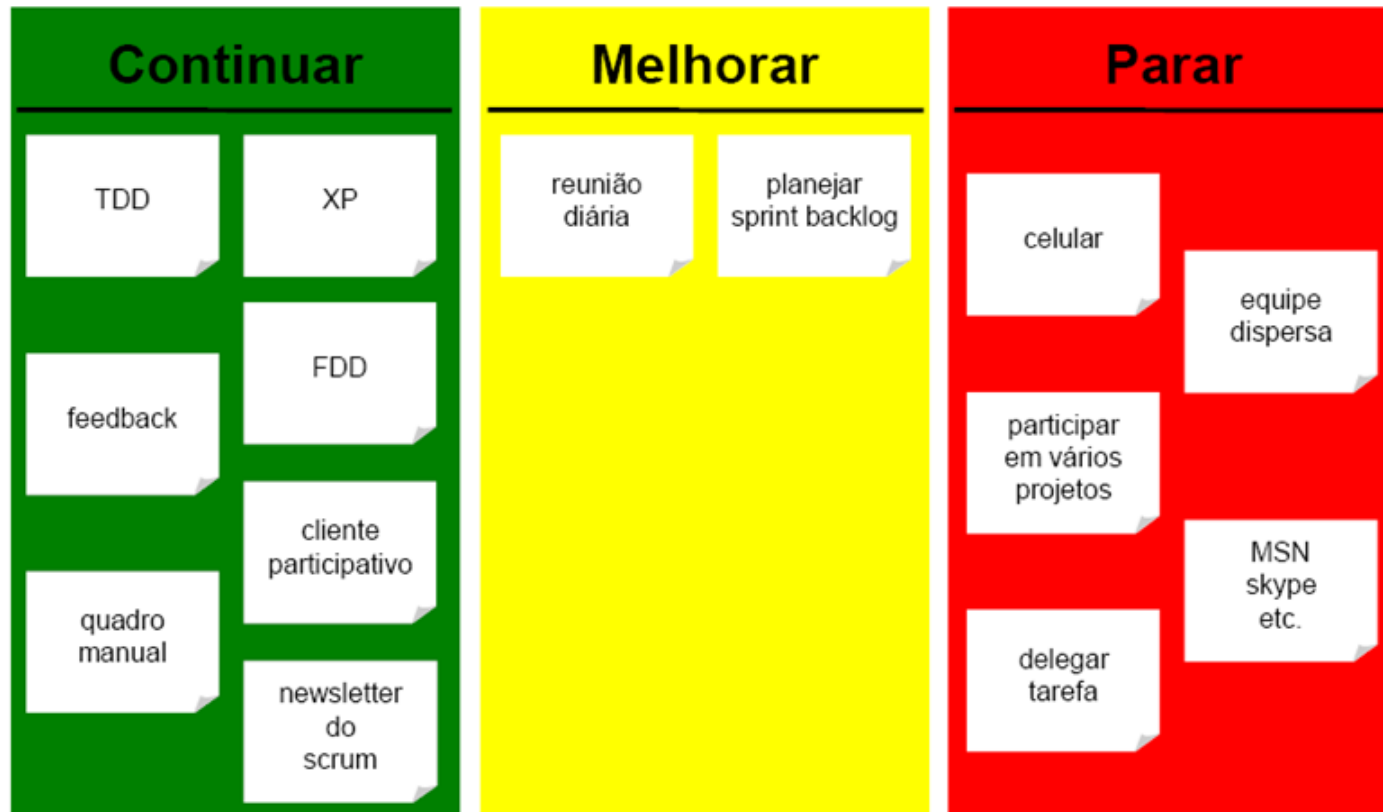 Continuar
TDD
XP
FDD
feedback
cliente
participativo
quadro
manual
newsletter
do
scrum
Melhorar
reunião
diária
planejar
sprint backlog
Parar
celular
equipe
dispersa
participar
em vários
projetos
MSN
skype
etc.
delegar
tarefa